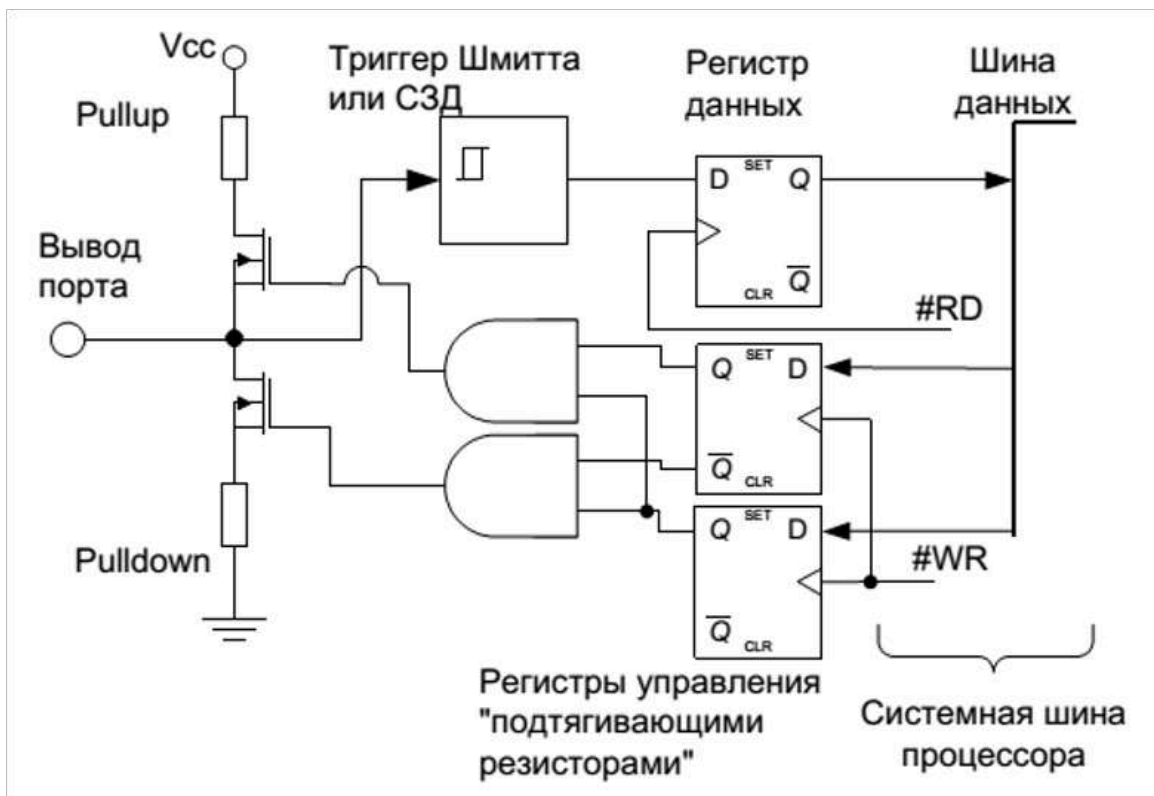 Vcc
Pullup
Триггер Шмитта
или СЗД
Регистр
данных
Шина
данных
Вывод
порта
D SET Q
CLR Q
#RD
Q SET D
Q CLR
Q SET D
#WR
Q CLR
Pulldown
Регистры управления
"подтягивающими
резисторами"
Системная шина
процессора